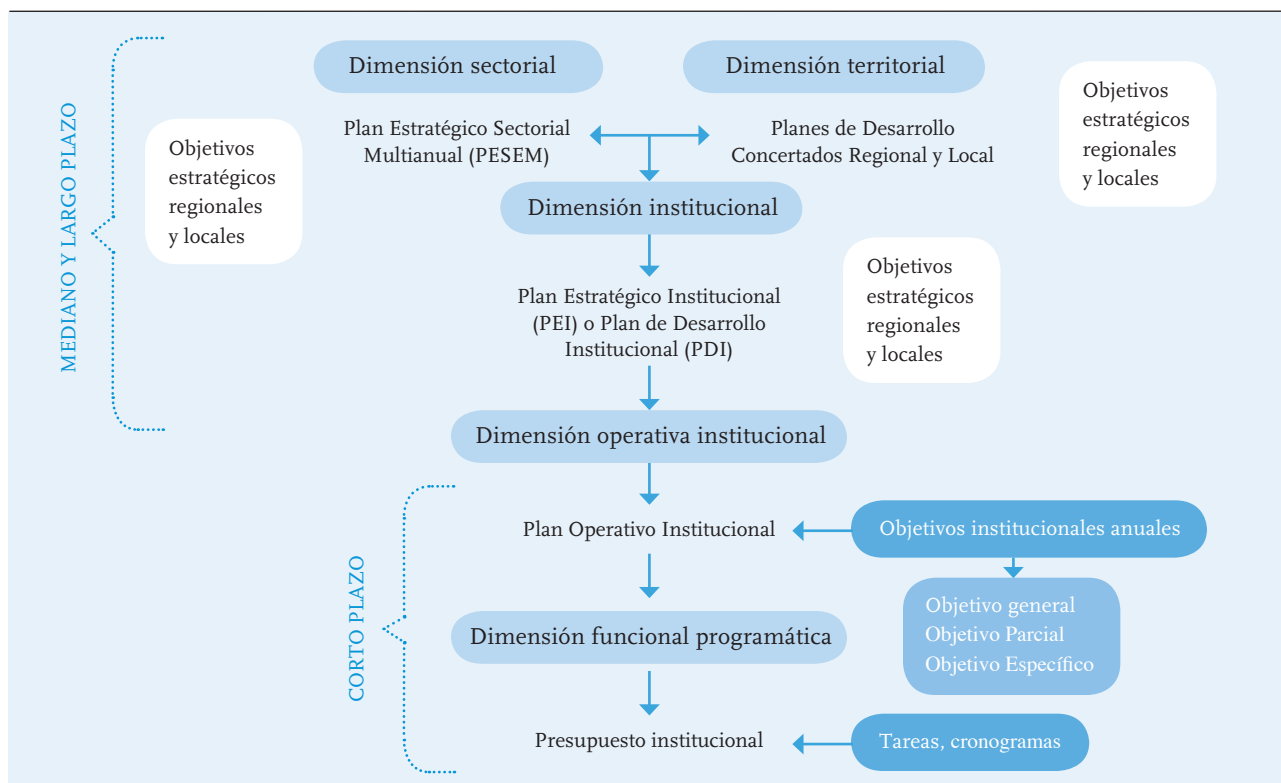 MEDIANO Y LARGO PLAZO
Dimensión sectorial
Dimensión territorial
Objetivos
estratégicos
regionales
y locales
Plan Estratégico Sectorial
Multianual (PESEM)
Planes de Desarrollo
Concertados Regional y Local
Objetivos
estratégicos
regionales
y locales
Dimensión institucional
Plan Estratégico Institucional
(PEI) o Plan de Desarrollo
Institucional (PDI)
Objetivos
estratégicos
regionales
y locales
Dimensión operativa institucional
CORTO PLAZO
Plan Operativo Institucional
Objetivos institucionales anuales
Objetivo general
Objetivo Parcial
Objetivo Específico
Dimensión funcional programática
Presupuesto institucional
Tareas, cronogramas